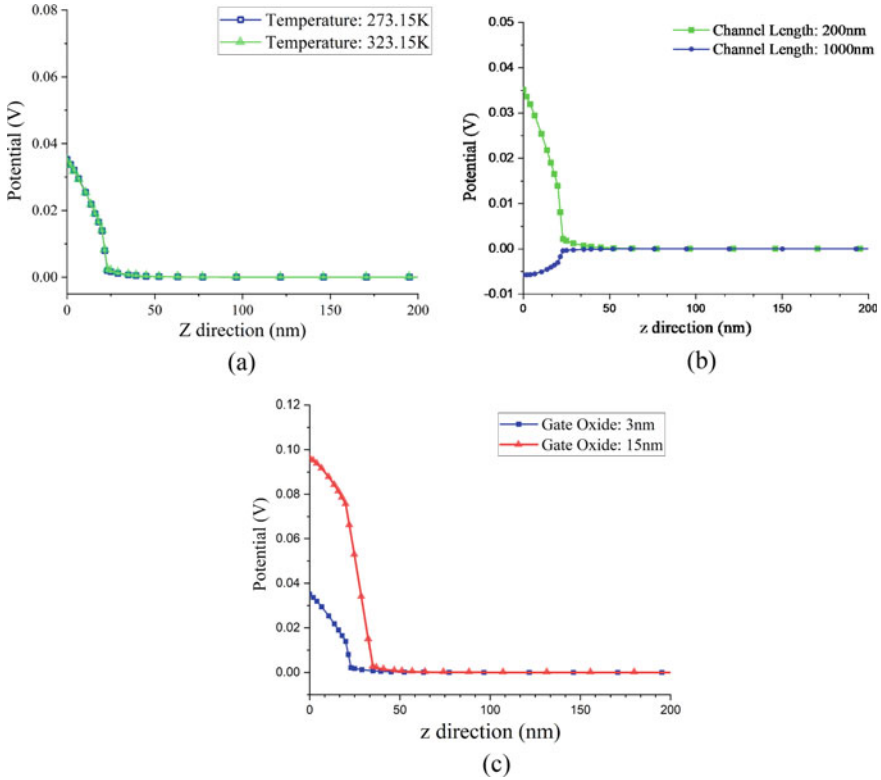 Temperature: 273.15K
Temperature: 323.15K
0.08
0.06
0.04
0.02
0.00
Potential (V)
0
50
100
150
200
Z direction (nm)
(a)
Channel Length: 200nm
Channel Length: 1000nm
0.05
0.04
0.03
0.02
0.01
0.00
-0.01
Potential (V)
0
50
100
150
200
z direction (nm)
(b)
Gate Oxide: 3nm
Gate Oxide: 15nm
0.12
0.10
0.08
0.06
0.04
0.02
0.00
Potential (V)
0
50
100
150
200
z direction (nm)
(c)